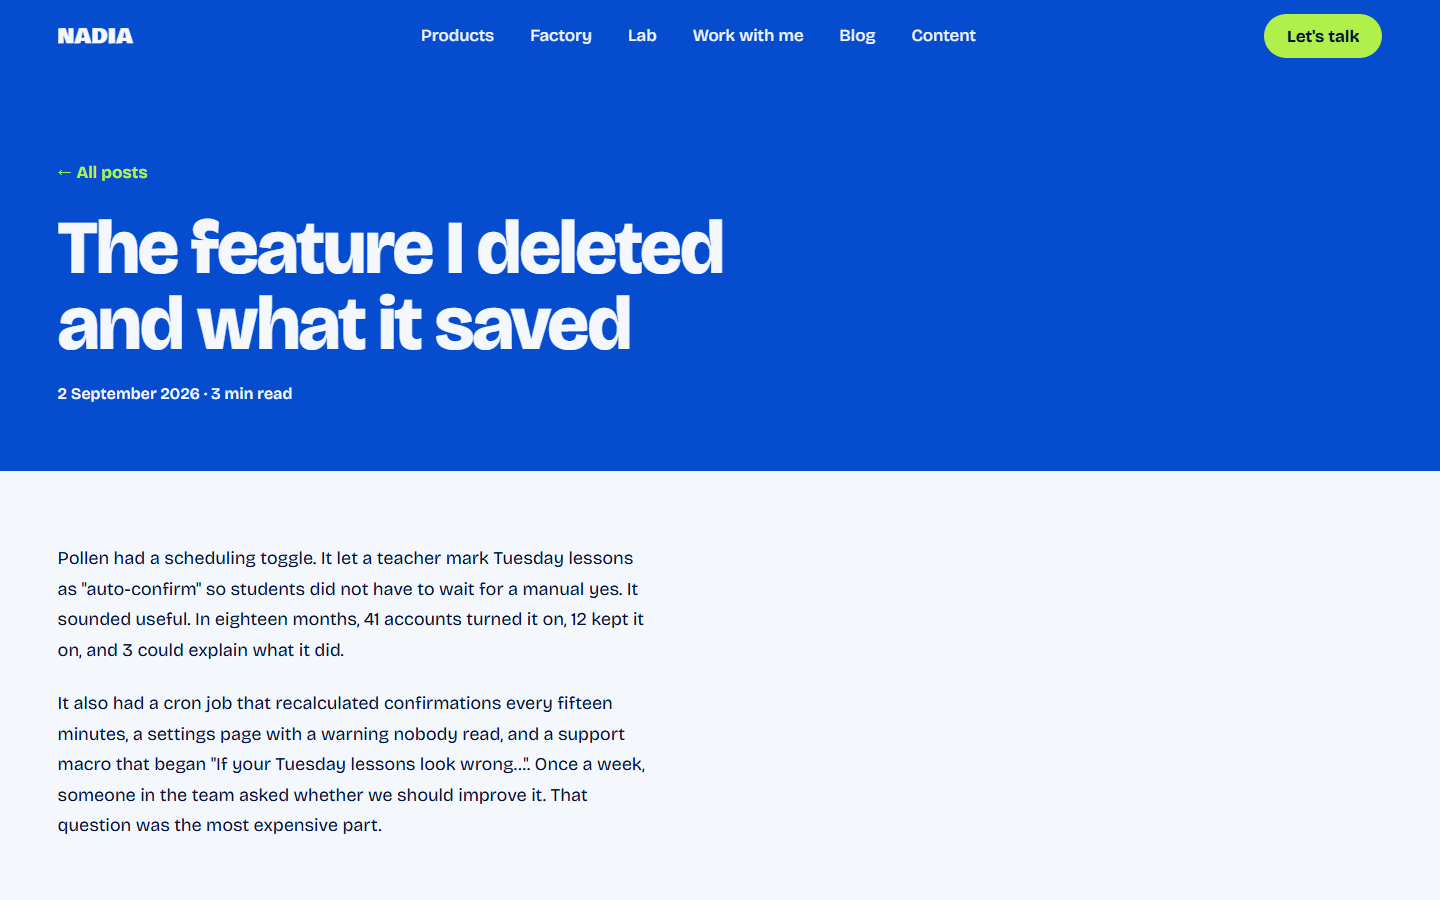 NADIA
Products
Factory
Lab
Work with me
Blog
Content
Let's talk
← All posts
The feature I deleted
and what it saved
2 September 2026 · 3 min read
Pollen had a scheduling toggle. It let a teacher mark Tuesday lessons
as "auto-confirm" so students did not have to wait for a manual yes. It
sounded useful. In eighteen months, 41 accounts turned it on, 12 kept it
on, and 3 could explain what it did.
It also had a cron job that recalculated confirmations every fifteen
minutes, a settings page with a warning nobody read, and a support
macro that began "If your Tuesday lessons look wrong...". Once a week,
someone in the team asked whether we should improve it. That
question was the most expensive part.